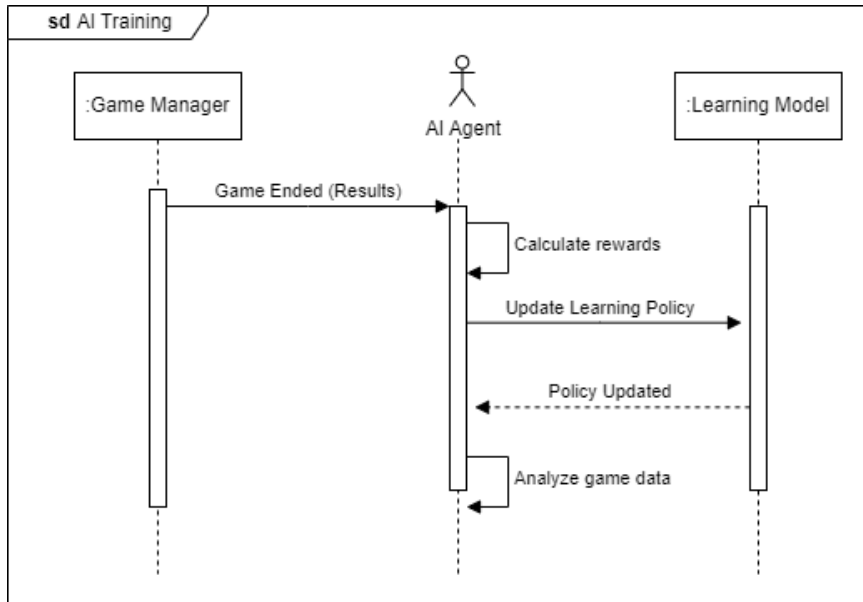 sd AI Training
:Game Manager
AI Agent
:Learning Model
Game Ended (Results)
Calculate rewards
Update Learning Policy
Policy Updated
Analyze game data